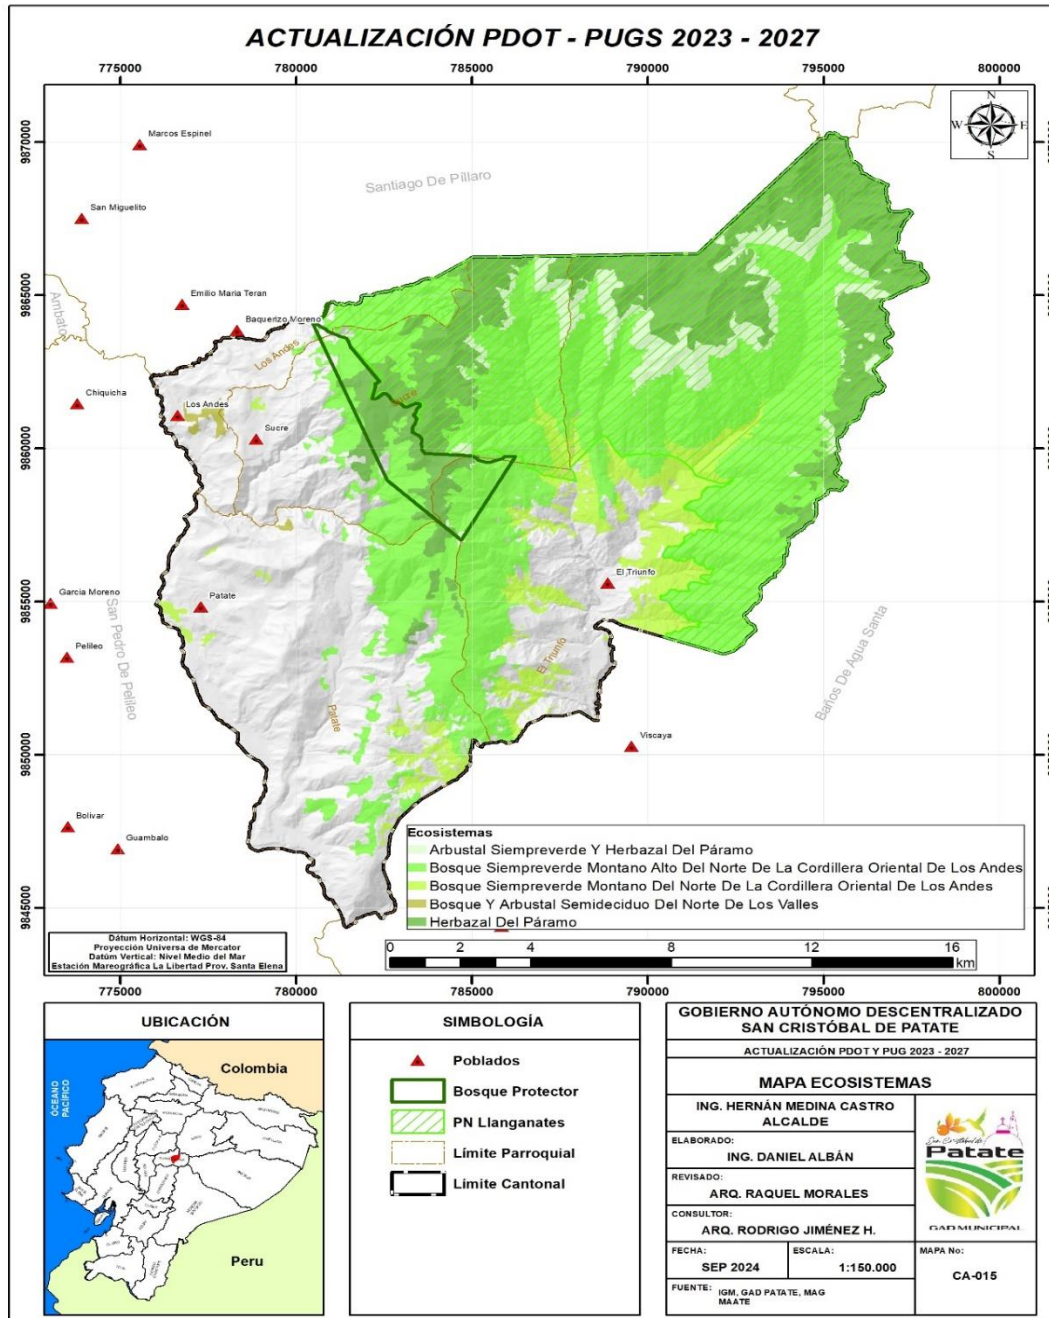 ACTUALIZACIÓN PDOT - PUGS 2023 - 2027
775000 780000 785000 790000 795000 800000
N
W E
S
9870000
9865000
9860000
9855000
9850000
9845000
Marcos Espinel
Santiago De Píllaro
San Miguelito
Ambato
Emilio Maria Teran
Baquerizo Moreno
Los Andes
Chiquicha
Los Andes
Sucre
Sucre
El Triunfo
Garcia Moreno
Patate
San Pedro De Pelileo
Pelileo
El Triunfo
Baños De Agua Santa
Patate
Viscaya
Bolivar
Guambalo
Ecosistemas
Arbustal Siempreverde Y Herbazal Del Páramo
Bosque Siempreverde Montano Alto Del Norte De La Cordillera Oriental De Los Andes
Bosque Siempreverde Montano Del Norte De La Cordillera Oriental De Los Andes
Bosque Y Arbustal Semideciduo Del Norte De Los Valles
Herbazal Del Páramo
Dátum Horizontal: WGS-84
Proyección Universa de Mercator
Datúm Vertical: Nivel Medio del Mar
Estación Mareográfica La Libertad Prov. Santa Elena
0 2 4 8 12 16
km
775000 780000 785000 790000 795000 800000
UBICACIÓN
OCEANO
PACÍFICO
Colombia
Peru
SIMBOLOGÍA
Poblados
Bosque Protector
PN Llanganates
Límite Parroquial
Límite Cantonal
GOBIERNO AUTÓNOMO DESCENTRALIZADO
SAN CRISTÓBAL DE PATATE
ACTUALIZACIÓN PDOT Y PUG 2023 - 2027
MAPA ECOSISTEMAS
ING. HERNÁN MEDINA CASTRO
ALCALDE
ELABORADO:
ING. DANIEL ALBÁN
REVISADO:
ARQ. RAQUEL MORALES
CONSULTOR:
ARQ. RODRIGO JIMÉNEZ H.
FECHA:
SEP 2024
ESCALA:
1:150.000
FUENTE: IGM, GAD PATATE, MAG
MAATE
San Cristóbal de
Patate
GAD MUNICIPAL
MAPA No:
CA-015